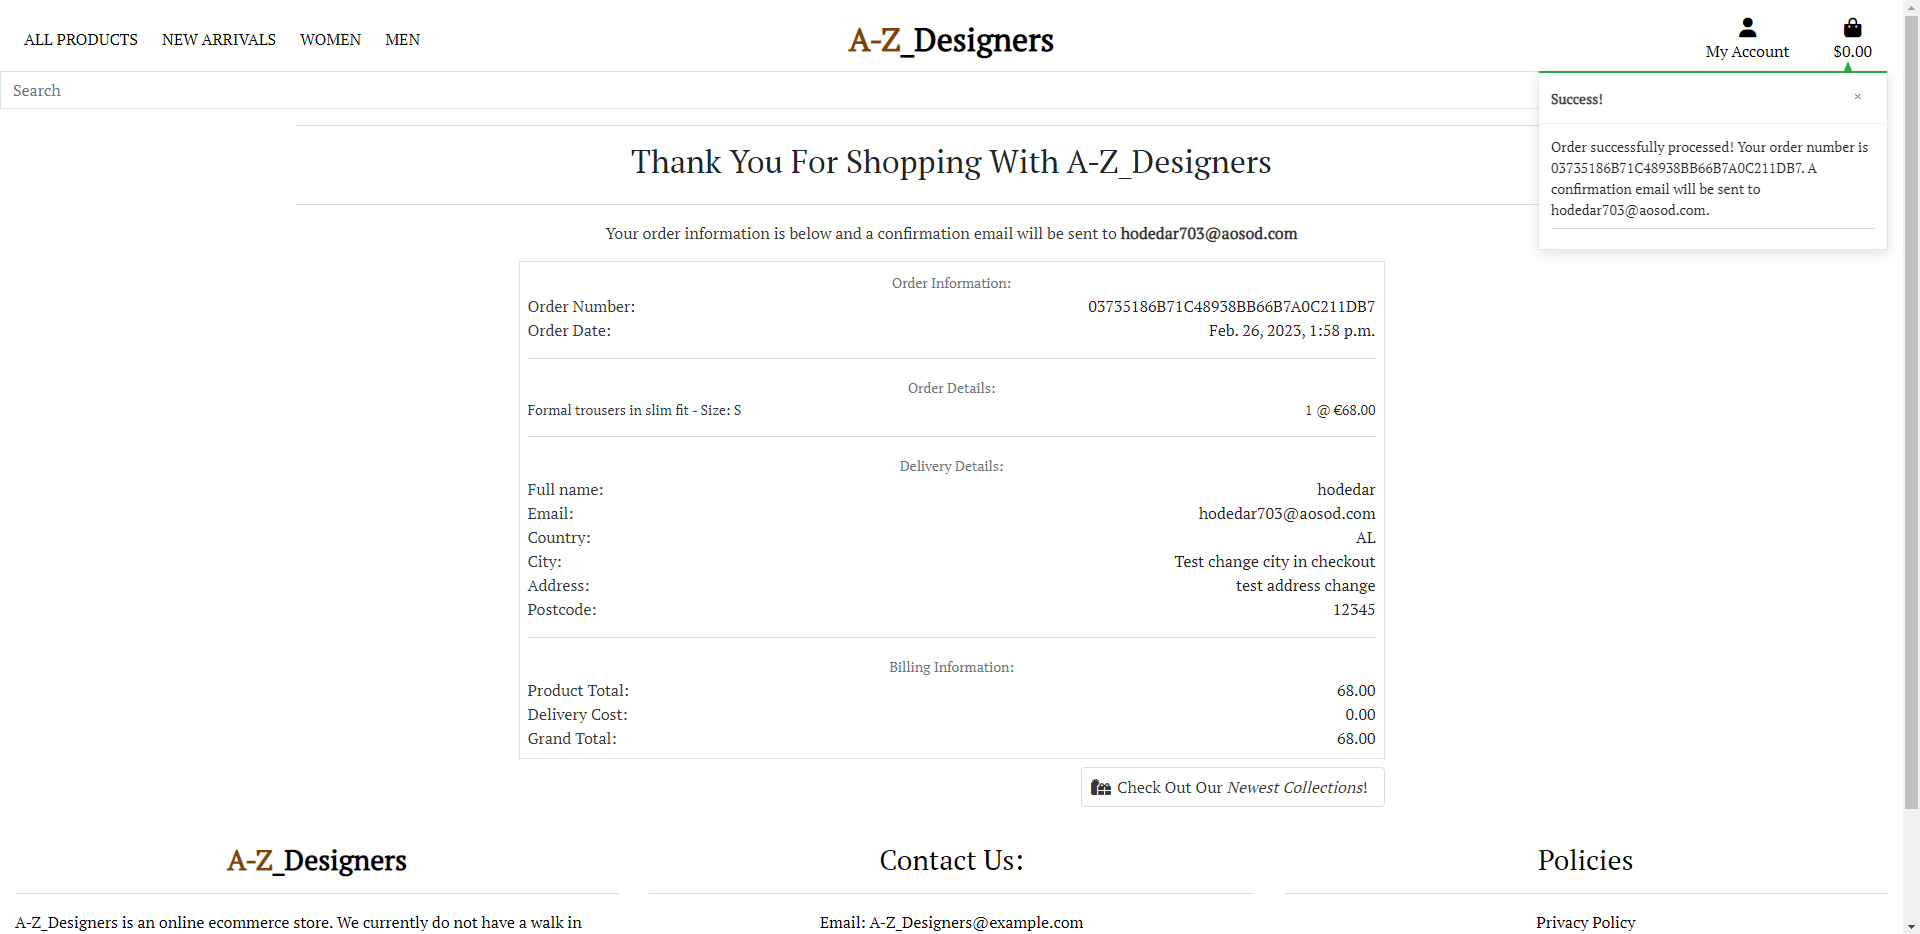 ALL PRODUCTS NEW ARRIVALS WOMEN MEN
A-Z_Designers
My Account
$0.00
Search
Success! ×
Order successfully processed! Your order number is
03735186B71C48938BB66B7A0C211DB7. A
confirmation email will be sent to
hodedar703@aosod.com.
Thank You For Shopping With A-Z_Designers
Your order information is below and a confirmation email will be sent to hodedar703@aosod.com
Order Information:
Order Number: 03735186B71C48938BB66B7A0C211DB7
Order Date: Feb. 26, 2023, 1:58 p.m.
Order Details:
Formal trousers in slim fit - Size: S 1 @ €68.00
Delivery Details:
Full name: hodedar
Email: hodedar703@aosod.com
Country: AL
City: Test change city in checkout
Address: test address change
Postcode: 12345
Billing Information:
Product Total: 68.00
Delivery Cost: 0.00
Grand Total: 68.00
Check Out Our Newest Collections!
A-Z_Designers
A-Z_Designers is an online ecommerce store. We currently do not have a walk in
Contact Us:
Email: A-Z_Designers@example.com
Policies
Privacy Policy